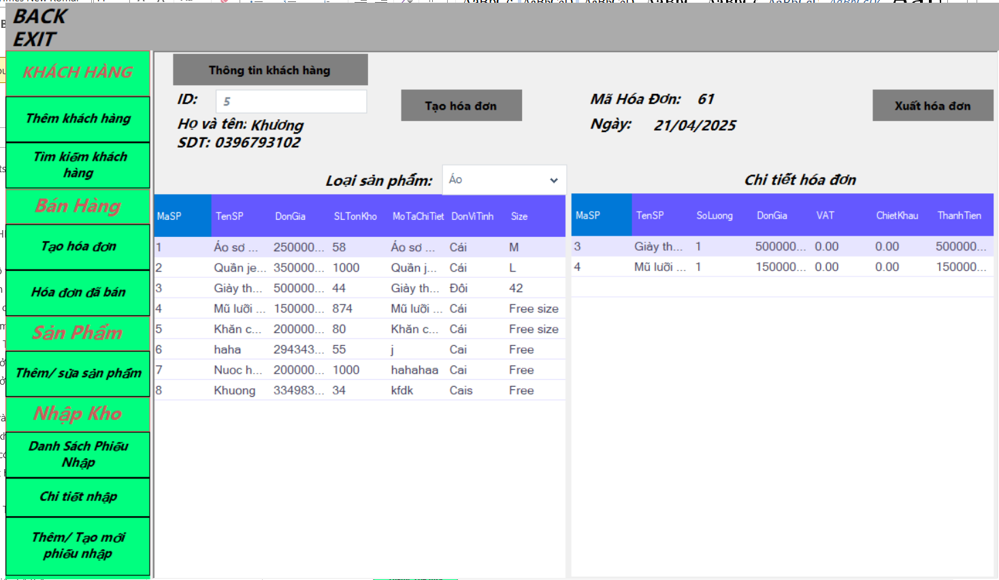 BACK
EXIT
KHÁCH HÀNG
Thêm khách hàng
Tìm kiếm khách
hàng
Bán Hàng
Tạo hóa đơn
Hóa đơn đã bán
Sản Phẩm
Thêm/ sửa sản phẩm
Nhập Kho
Danh Sách Phiếu
Nhập
Chi tiết nhập
Thêm/ Tạo mới
phiếu nhập
Thông tin khách hàng
ID: 5
Họ và tên: Khương
SDT: 0396793102
Tạo hóa đơn
Mã Hóa Đơn: 61
Ngày: 21/04/2025
Xuất hóa đơn
Loại sản phẩm: Áo
MaSP TenSP DonGia SLTonKho MoTaChiTiet DonViTinh Size
1 Áo sơ ... 250000... 58 Áo sơ ... Cái M
2 Quần je... 350000... 1000 Quần j... Cái L
3 Giày th... 500000... 44 Giày th... Đôi 42
4 Mũ lưỡi ... 150000... 874 Mũ lưỡi ... Cái Free size
5 Khăn c... 200000... 80 Khăn c... Cái Free size
6 haha 294343... 55 j Cai Free
7 Nuoc h... 200000... 1000 hahahaa Cai Free
8 Khuong 334983... 34 kfdk Cais Free
Chi tiết hóa đơn
MaSP TenSP SoLuong DonGia VAT ChietKhau ThanhTien
3 Giày th... 1 500000... 0.00 0.00 500000...
4 Mũ lưỡi ... 1 150000... 0.00 0.00 150000...